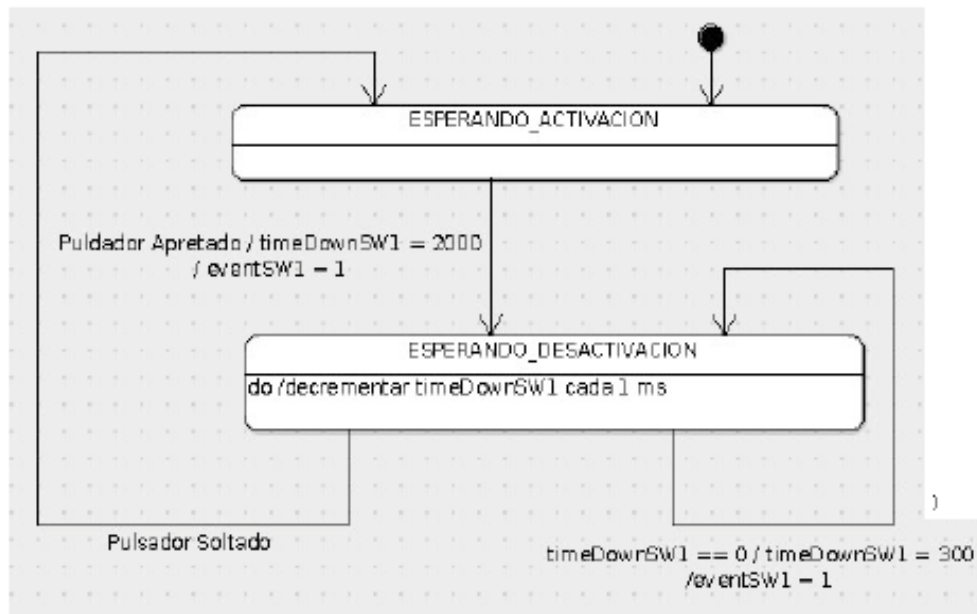 ESPERANDO_ACTIVACION
Puldador Apretado / timeDownSW1 = 2000
/ eventSW1 = 1
ESPERANDO_DESACTIVACION
do /decrementar timeDownSW1 cada 1 ms
Pulsador Soltado
timeDownSW1 == 0 / timeDownSW1 = 300
/eventSW1 = 1